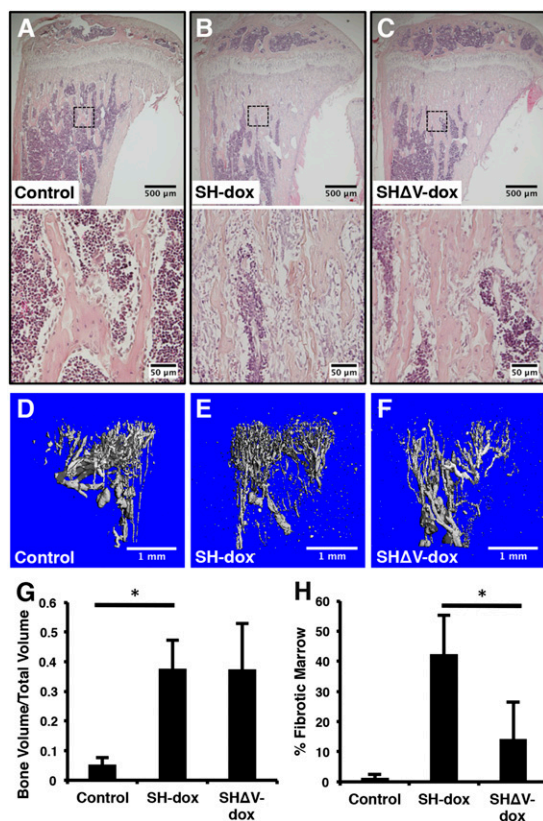 A
B
C
Control
500 µm
SH-dox
500 µm
SHΔV-dox
500 µm
50 µm
50 µm
50 µm
D
E
F
Control
1 mm
SH-dox
1 mm
SHΔV-dox
1 mm
G
Bone Volume/Total Volume
0.6
0.5
0.4
0.3
0.2
0.1
0
*
Control
SH-dox
SHΔV-
dox
H
% Fibrotic Marrow
60
50
40
30
20
10
0
*
Control
SH-dox
SHΔV-
dox